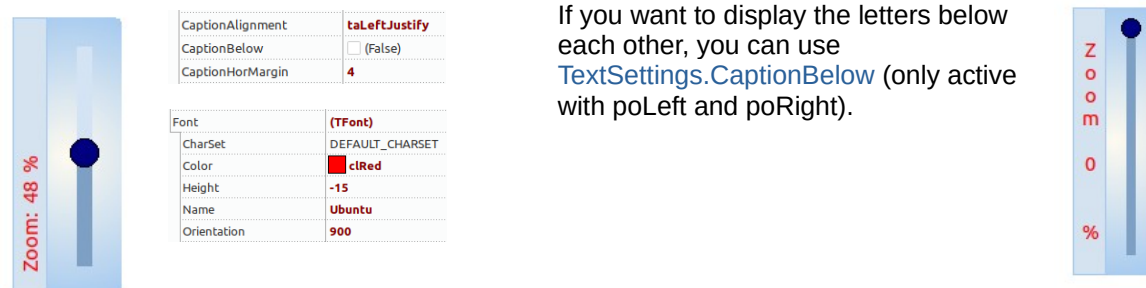 Zoom: 48 %
CaptionAlignment taLeftJustify
CaptionBelow (False)
CaptionHorMargin 4
Font (TFont)
CharSet DEFAULT_CHARSET
Color clRed
Height -15
Name Ubuntu
Orientation 900
If you want to display the letters below
each other, you can use
TextSettings.CaptionBelow (only active
with poLeft and poRight).
Z
o
o
m
0
%